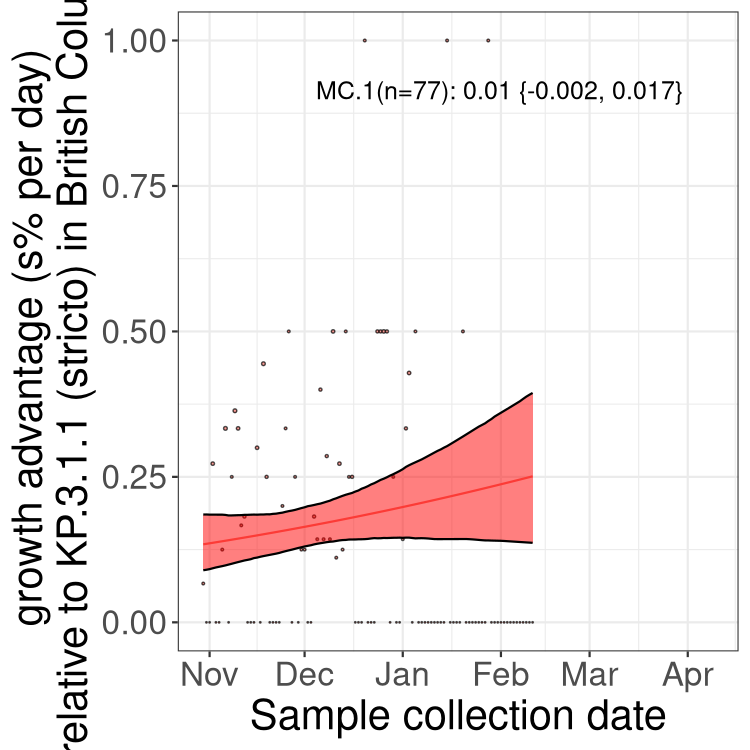 growth advantage (s% per day)
relative to KP.3.1.1 (stricto) in British Colu
1.00
0.75
0.50
0.25
0.00
MC.1(n=77): 0.01 {-0.002, 0.017}
Nov Dec Jan Feb Mar Apr
Sample collection date